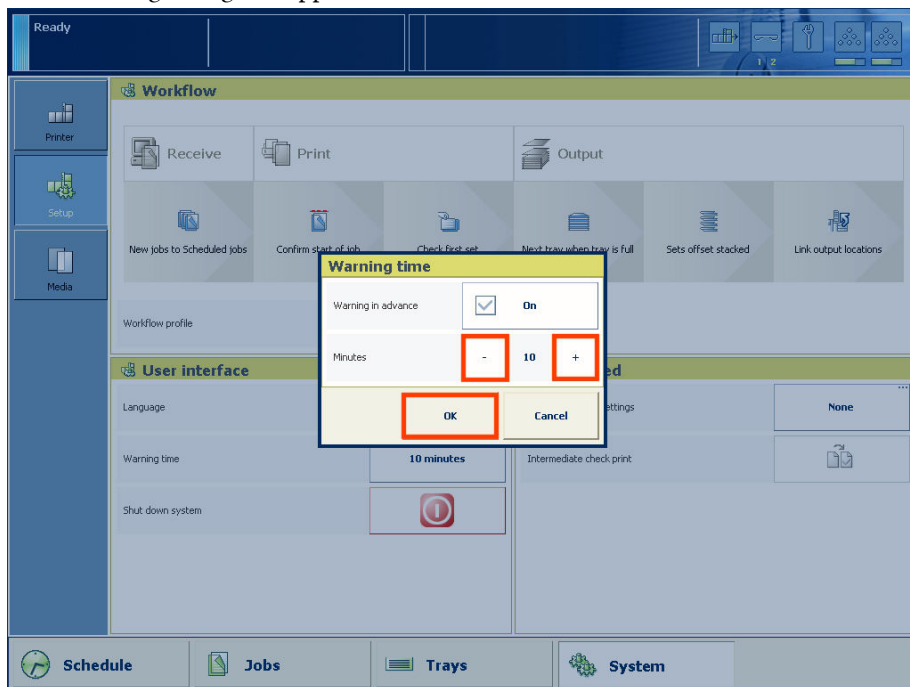 Ready
1 2
Workflow
Printer
Receive
Print
Output
Setup
New jobs to Scheduled jobs
Confirm start of job
Check first set
Next tray when tray is full
Sets offset stacked
Link output locations
Warning time
Media
Warning in advance
On
Workflow profile
Minutes
-
10
+
User interface
ed
Language
OK
Cancel
ettings
None
...
Warning time
10 minutes
Intermediate check print
Shut down system
Schedule
Jobs
Trays
System